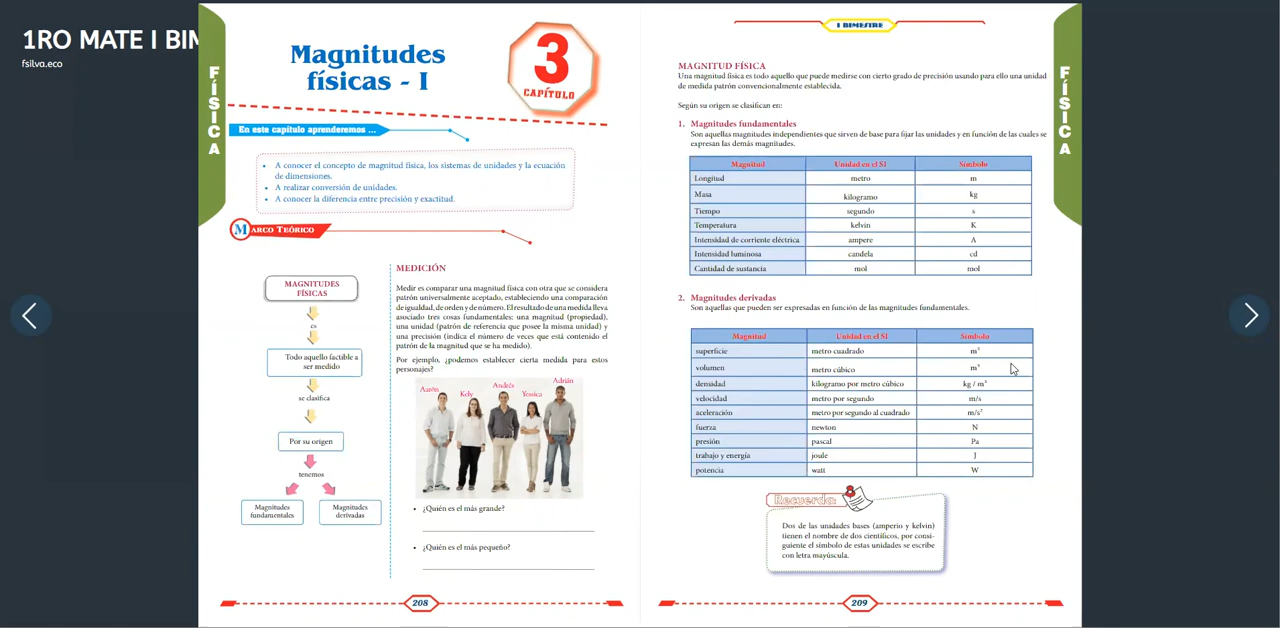 1RO MATE I BIM
fsilva.eco
FÍSICA
Magnitudes
físicas - I
3
CAPÍTULO
En este capítulo aprenderemos ...
• A conocer el concepto de magnitud física, los sistemas de unidades y la ecuación
de dimensiones.
• A realizar conversión de unidades.
• A conocer la diferencia entre precisión y exactitud.
MARCO TEÓRICO
MAGNITUDES
FÍSICAS
es
Todo aquello factible a
ser medido
se clasifica
Por su origen
tenemos
Magnitudes
fundamentales
Magnitudes
derivadas
MEDICIÓN
Medir es comparar una magnitud física con otra que se considera
patrón universalmente aceptado, estableciendo una comparación
de igualdad, de orden y de número. El resultado de una medida lleva
asociado tres cosas fundamentales: una magnitud (propiedad),
una unidad (patrón de referencia que posee la misma unidad) y
una precisión (indica el número de veces que está contenido el
patrón de la magnitud que se ha medido).
Por ejemplo, ¿podemos establecer cierta medida para estos
personajes?
Aarón
Kely
Andrés
Yessica
Adrián
• ¿Quién es el más grande?
• ¿Quién es el más pequeño?
208
I BIMESTRE
FÍSICA
MAGNITUD FÍSICA
Una magnitud física es todo aquello que puede medirse con cierto grado de precisión usando para ello una unidad
de medida patrón convencionalmente establecida.
Según su origen se clasifican en:
1. Magnitudes fundamentales
Son aquellas magnitudes independientes que sirven de base para fijar las unidades y en función de las cuales se
expresan las demás magnitudes.
Magnitud Unidad en el SI Símbolo
Longitud metro m
Masa kilogramo kg
Tiempo segundo s
Temperatura kelvin K
Intensidad de corriente eléctrica ampere A
Intensidad luminosa candela cd
Cantidad de sustancia mol mol
2. Magnitudes derivadas
Son aquellas que pueden ser expresadas en función de las magnitudes fundamentales.
Magnitud Unidad en el SI Símbolo
superficie metro cuadrado m²
volumen metro cúbico m³
densidad kilogramo por metro cúbico kg / m³
velocidad metro por segundo m/s
aceleración metro por segundo al cuadrado m/s²
fuerza newton N
presión pascal Pa
trabajo y energía joule J
potencia watt W
Recuerda:
Dos de las unidades bases (amperio y kelvin)
tienen el nombre de dos científicos, por consi-
guiente el símbolo de estas unidades se escribe
con letra mayúscula.
209